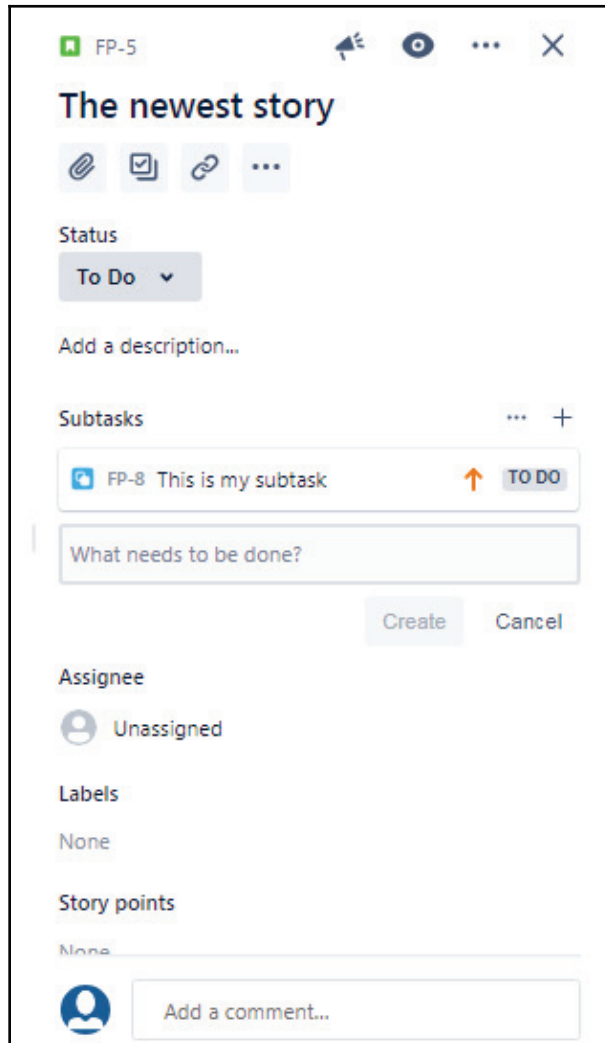 FP-5
The newest story
Status
To Do
Add a description...
Subtasks
FP-8 This is my subtask TO DO
What needs to be done?
Create Cancel
Assignee
Unassigned
Labels
None
Story points
None
Add a comment...